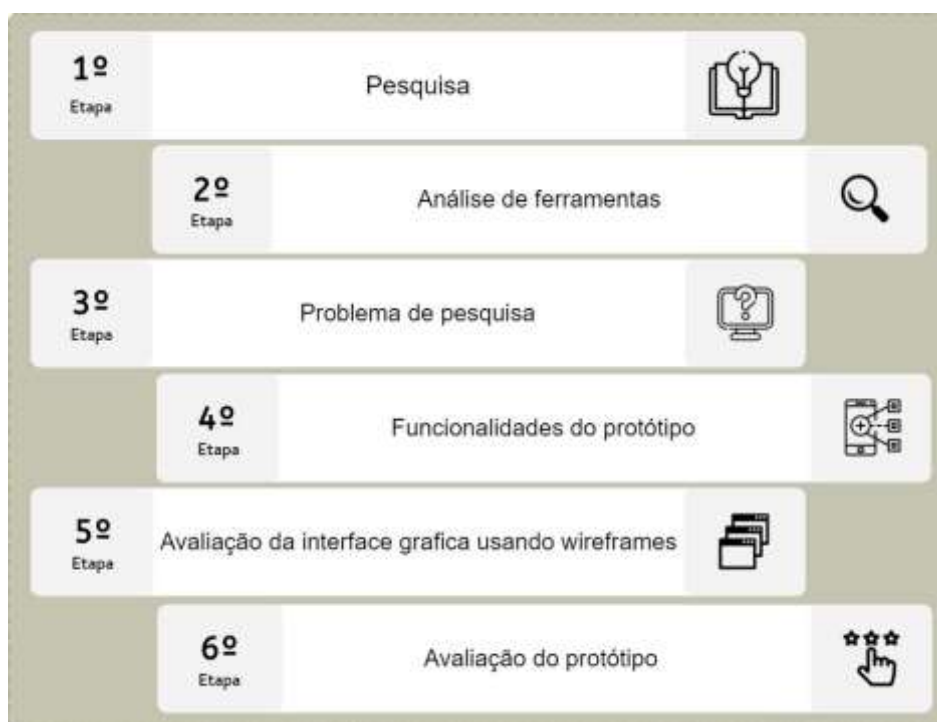 1º
Etapa
Pesquisa
2º
Etapa
Análise de ferramentas
3º
Etapa
Problema de pesquisa
4º
Etapa
Funcionalidades do protótipo
5º
Etapa
Avaliação da interface grafica usando wireframes
6º
Etapa
Avaliação do protótipo